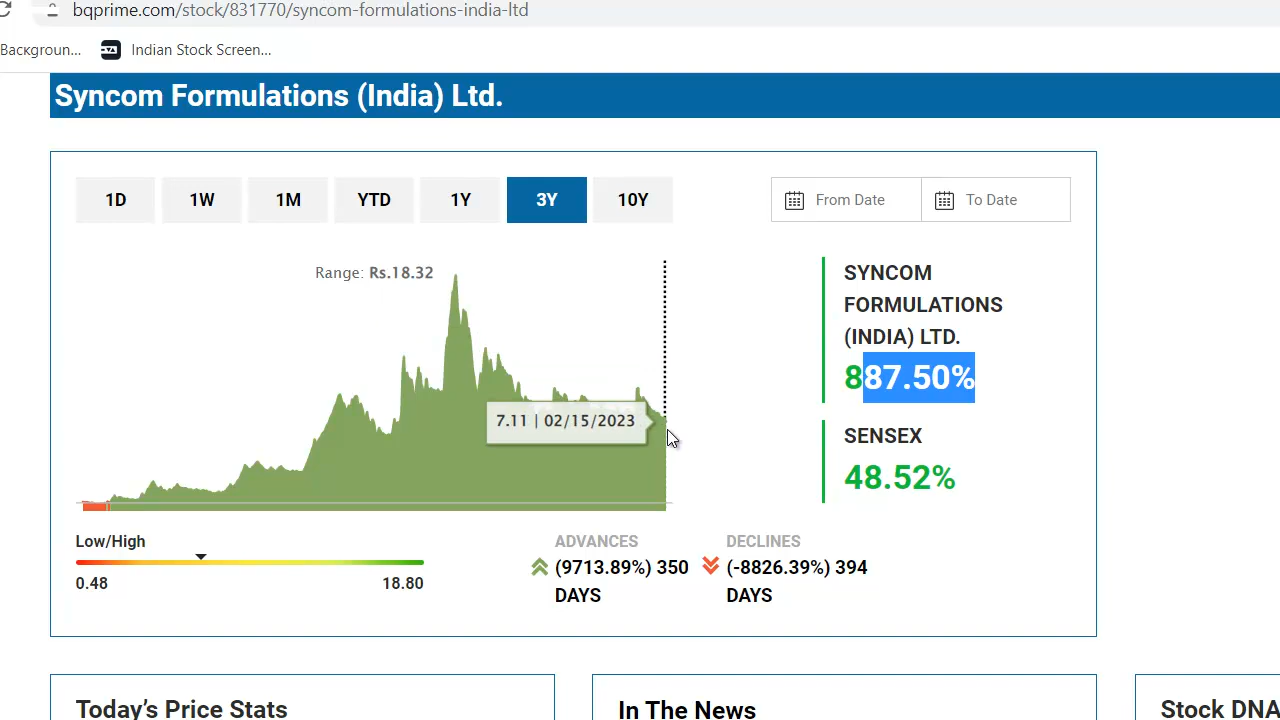 bqprime.com/stock/831770/syncom-formulations-india-ltd
Backgroun... Indian Stock Screen...
Syncom Formulations (India) Ltd.
1D 1W 1M YTD 1Y 3Y 10Y From Date To Date
Range: Rs.18.32
7.11 | 02/15/2023
SYNCOM
FORMULATIONS
(INDIA) LTD.
887.50%
SENSEX
48.52%
Low/High
0.48 18.80
ADVANCES
(9713.89%) 350
DAYS
DECLINES
(-8826.39%) 394
DAYS
Today’s Price Stats
In The News
Stock DNA